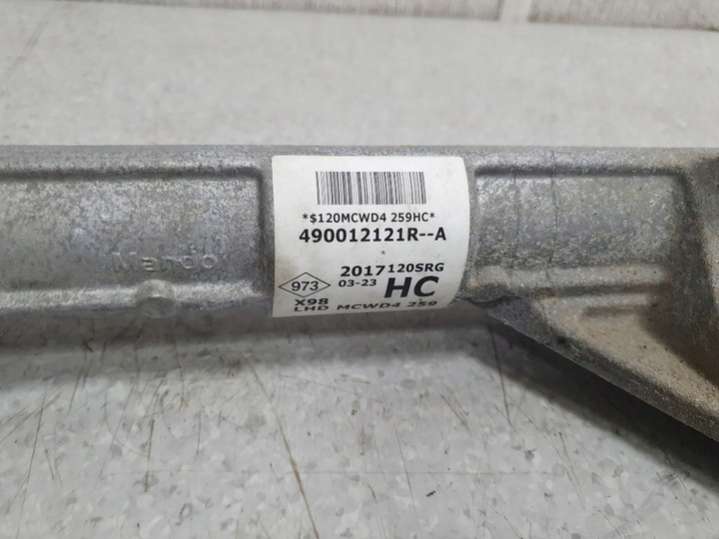 *$120MCWD4 259HC*
490012121R--A
2017120SRG
973 03-23 HC
X98
LHD MCWD4 259
Mando